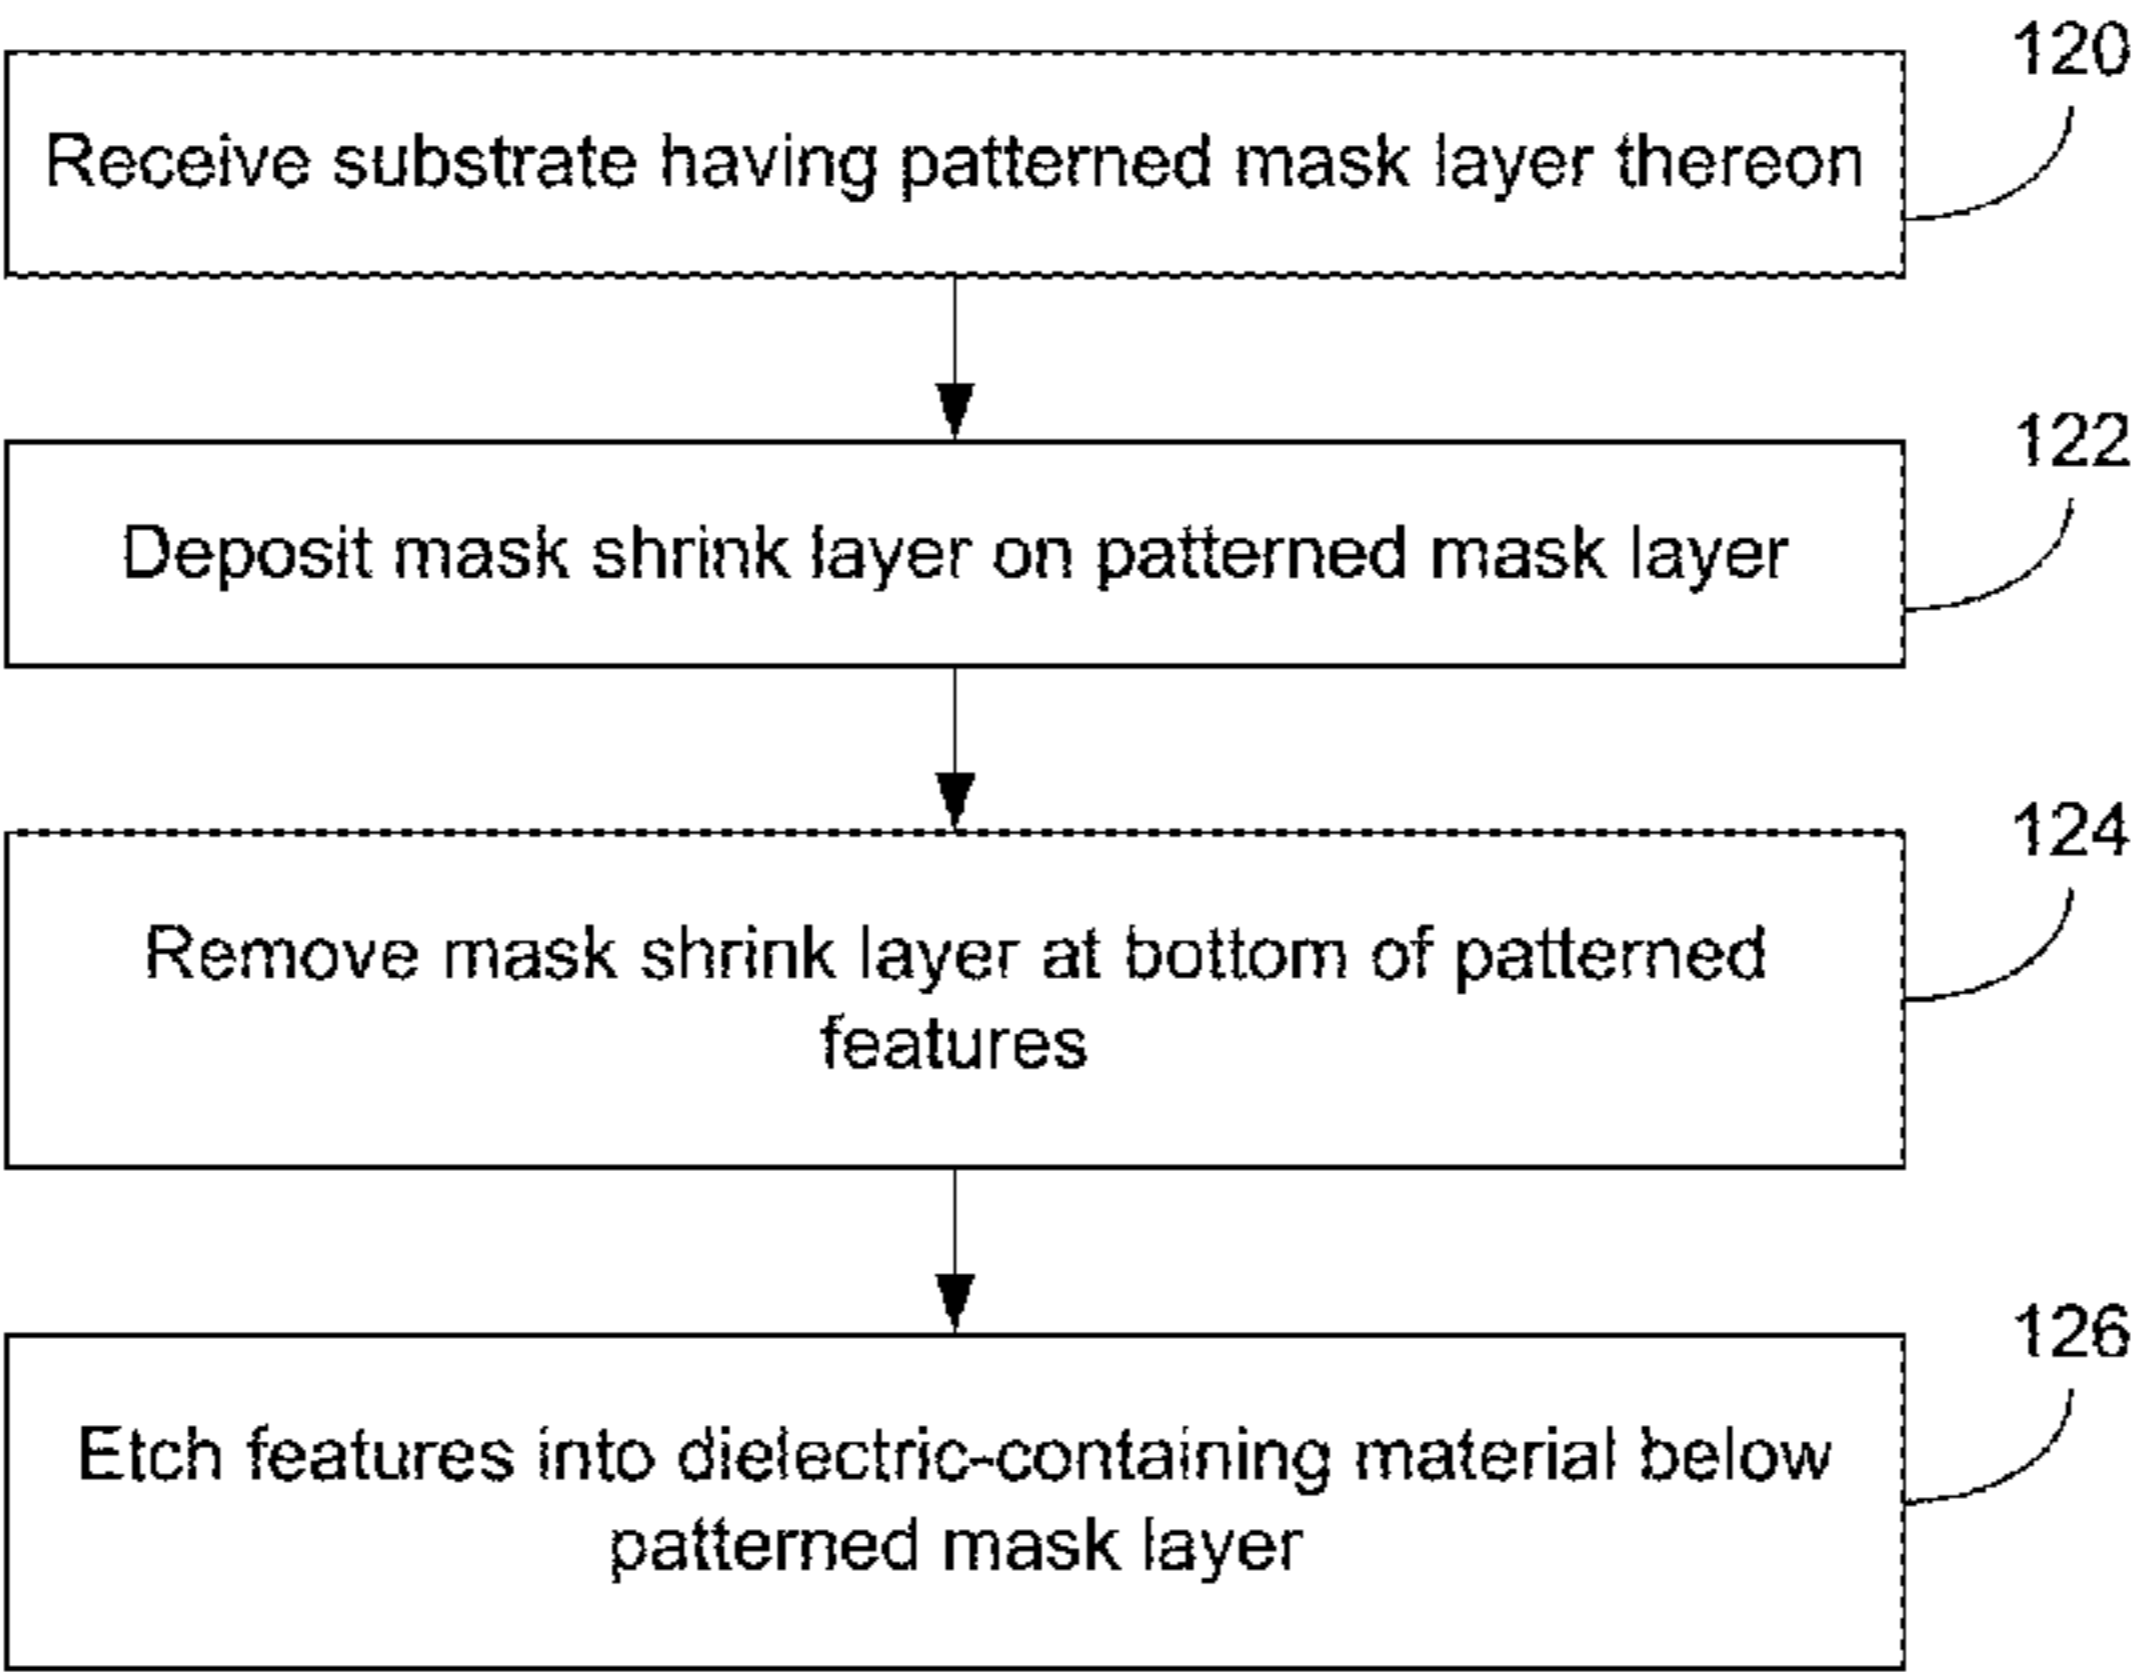 120
Receive substrate having patterned mask layer thereon
122
Deposit mask shrink layer on patterned mask layer
124
Remove mask shrink layer at bottom of patterned
features
126
Etch features into dielectric-containing material below
patterned mask layer